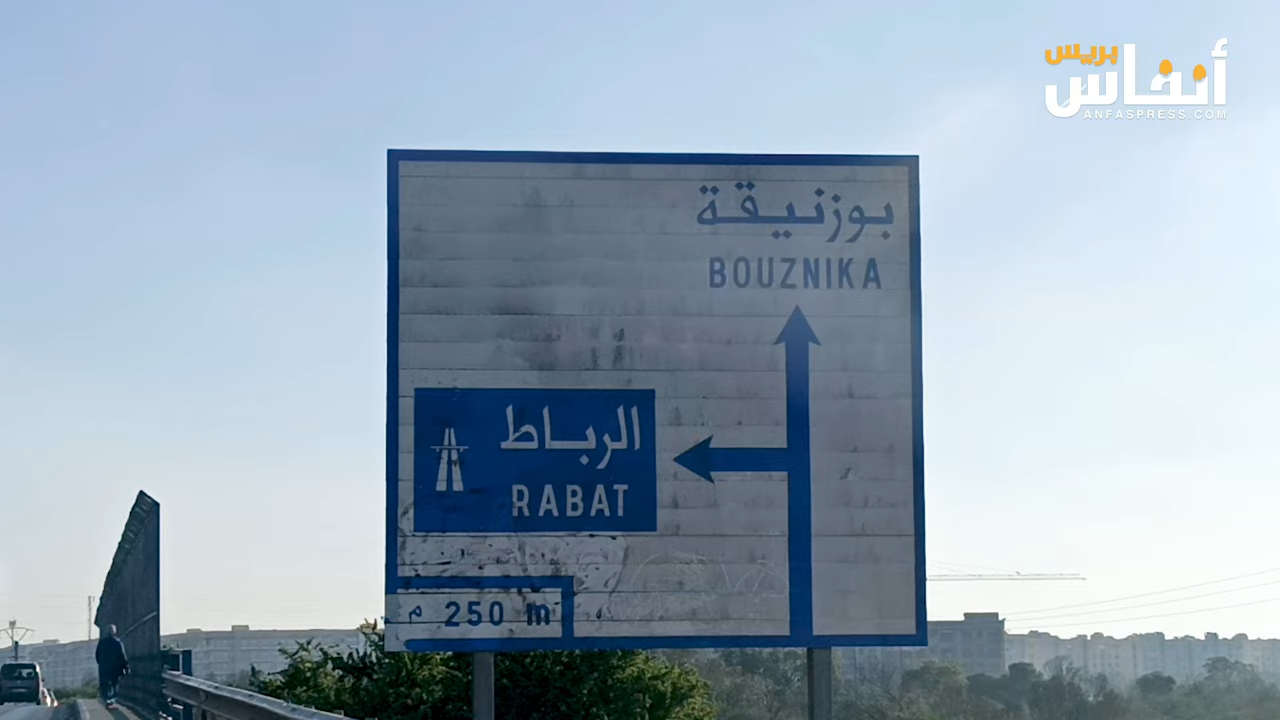 بريس
أنفاس
ANFASPRESS.COM
بوزنيقة
BOUZNIKA
الرباط
RABAT
م 250 m